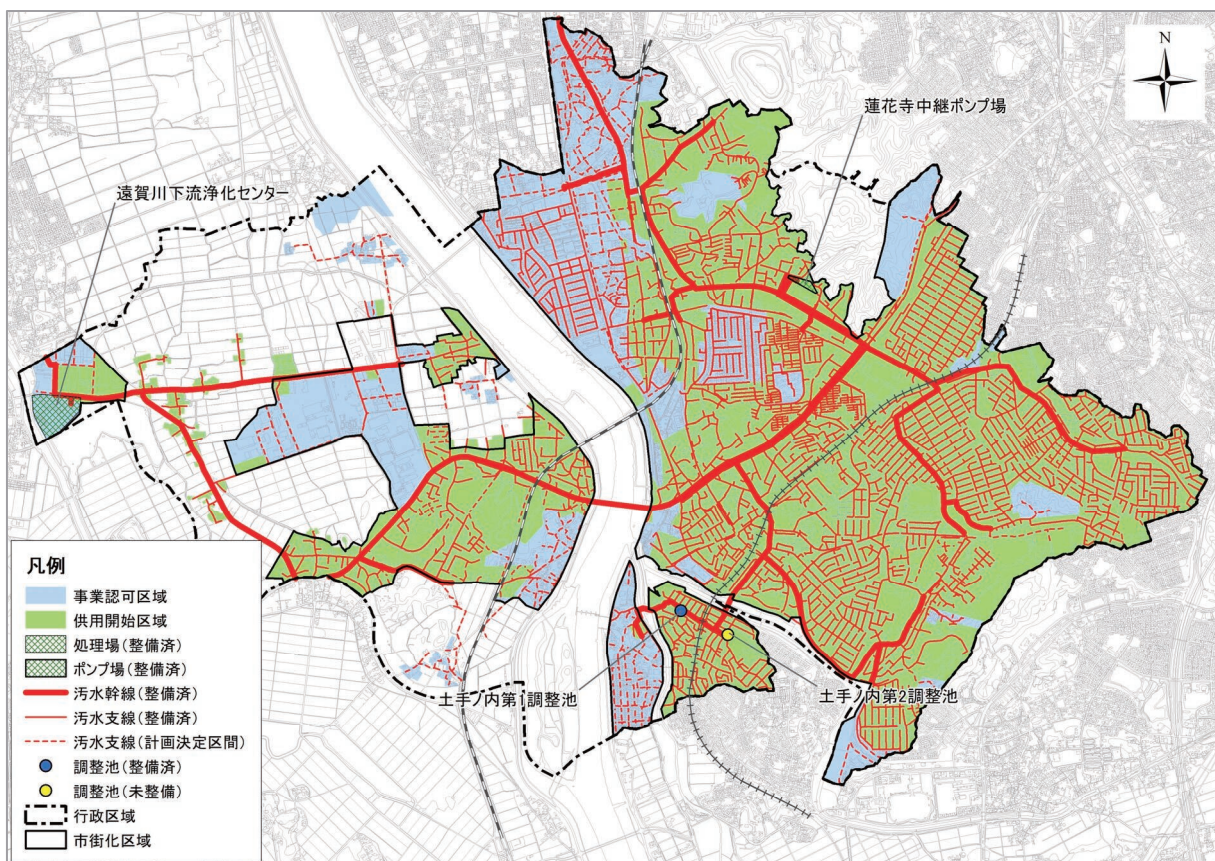 N
蓮花寺中継ポンプ場
遠賀川下流浄化センター
土手ノ内第1調整池
土手ノ内第2調整池
凡例
事業認可区域
供用開始区域
処理場(整備済)
ポンプ場(整備済)
汚水幹線(整備済)
汚水支線(整備済)
汚水支線(計画決定区間)
調整池(整備済)
調整池(未整備)
行政区域
市街化区域